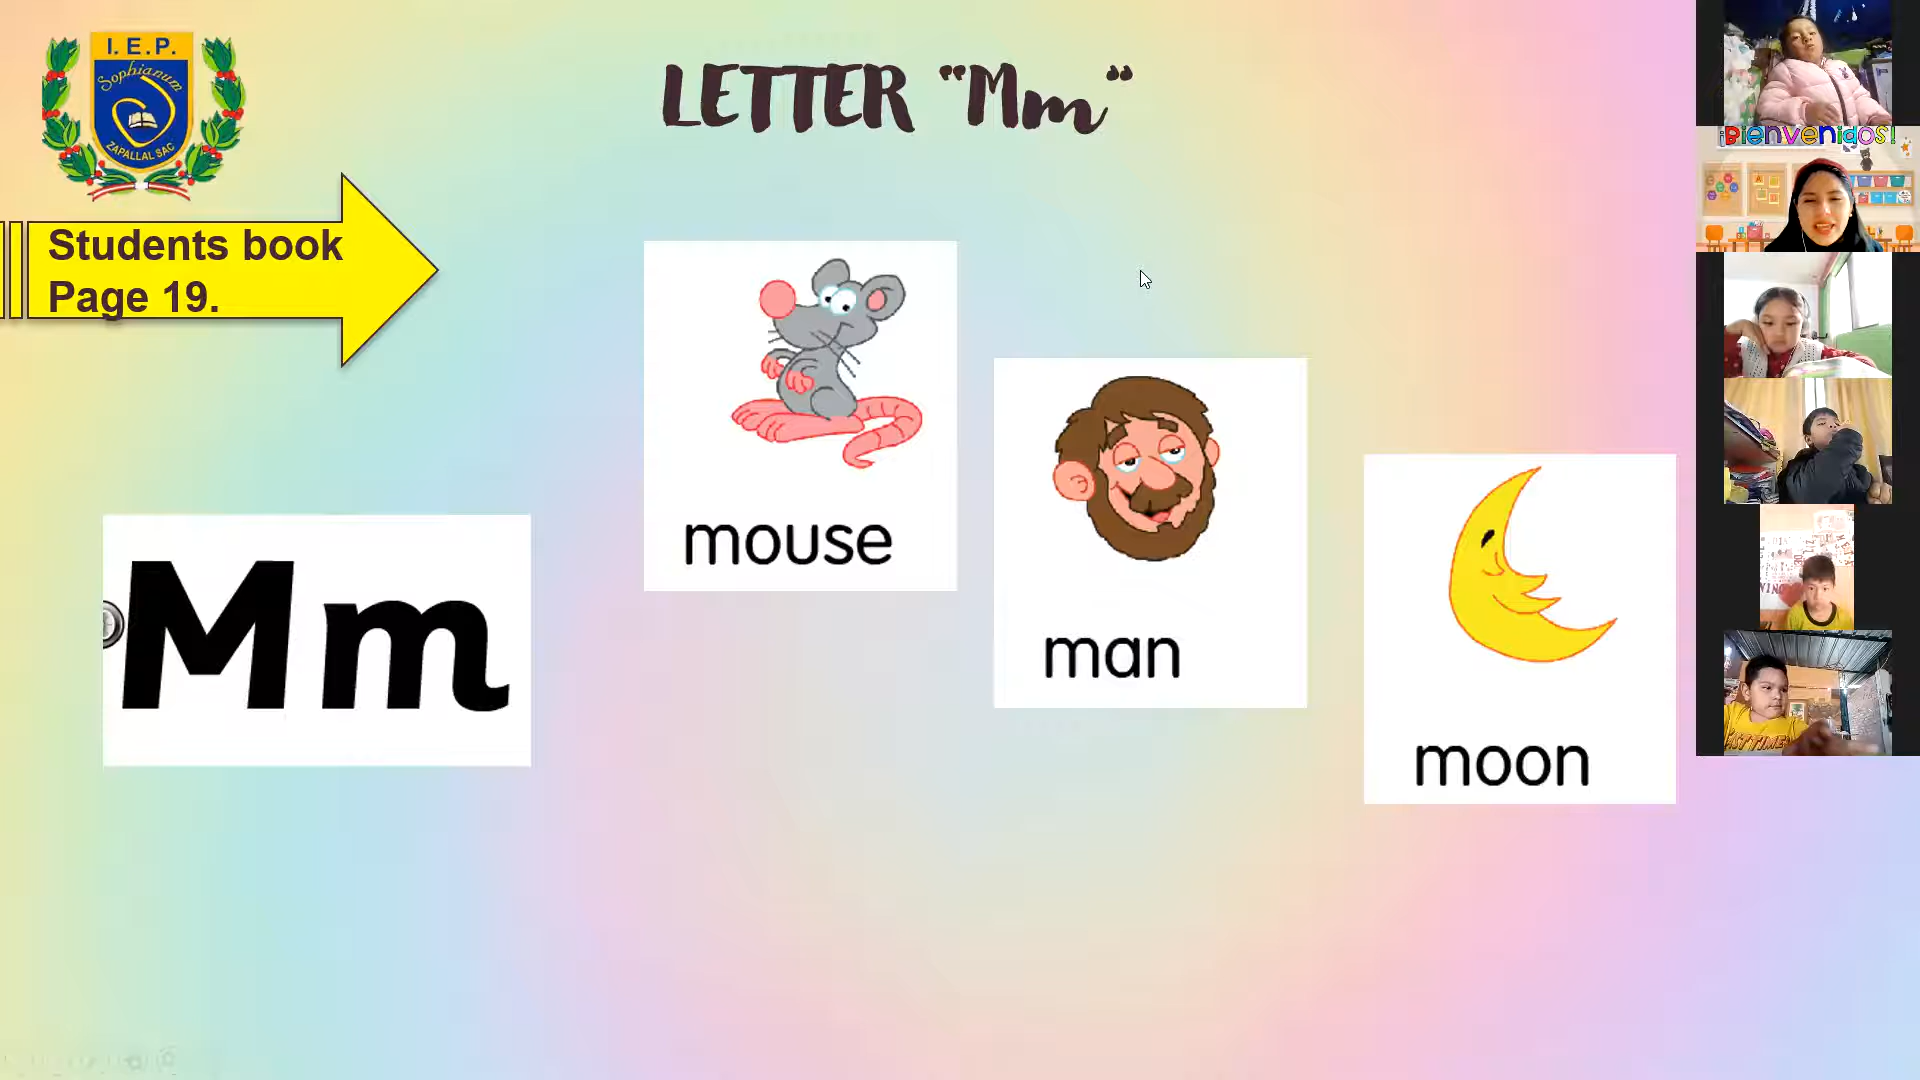 I.E.P.
Sophianum
ZAPALLAL SAC
LETTER "Mm"
Students book
Page 19.
Mm
mouse
man
moon
¡Bienvenidos!